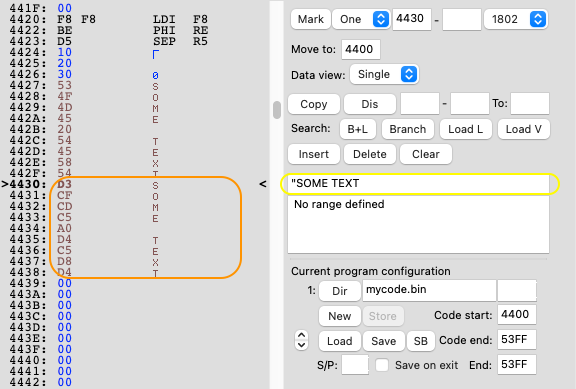 441F: 00
4420: F8 F8 LDI F8
4422: BE PHI RE
4423: D5 SEP R5
4424: 10
4425: 20
4426: 30 0
4427: 53 S
4428: 4F O
4429: 4D M
442A: 45 E
442B: 20
442C: 54 T
442D: 45 E
442E: 58 X
442F: 54 T
>4430: D3 S <
4431: CF O
4432: CD M
4433: C5 E
4434: A0
4435: D4 T
4436: C5 E
4437: D8 X
4438: D4 T
4439: 00
443A: 00
443B: 00
443C: 00
443D: 00
443E: 00
443F: 00
4440: 00
4441: 00
4442: 00
Mark One 4430 - 1802
Move to: 4400
Data view: Single
Copy Dis - To:
Search: B+L Branch Load L Load V
Insert Delete Clear
"SOME TEXT
No range defined
Current program configuration
1: Dir mycode.bin
New Store Code start: 4400
Load Save SB Code end: 53FF
S/P: Save on exit End: 53FF